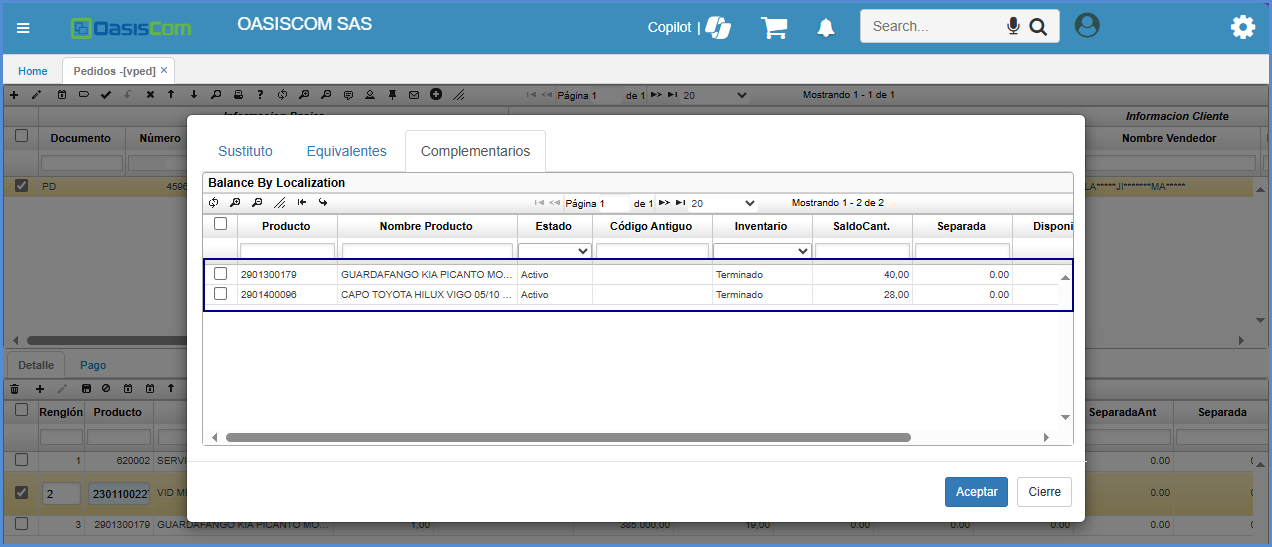 OasisCom
OASISCOM SAS
Copilot |
Search...
Home
Pedidos -[vped] ×
Página 1 de 1 20 Mostrando 1 - 1 de 1
Informacion Cliente
Documento Número Nombre Vendedor
PD 4596 LA*****JI*******MA*****
Sustituto Equivalentes Complementarios
Balance By Localization
Página 1 de 1 20 Mostrando 1 - 2 de 2
Producto Nombre Producto Estado Código Antiguo Inventario SaldoCant. Separada Disponi
2901300179 GUARDAFANGO KIA PICANTO MO... Activo Terminado 40,00 0.00
2901400096 CAPO TOYOTA HILUX VIGO 05/10 ... Activo Terminado 28,00 0.00
Detalle Pago
Renglón Producto SeparadaAnt Separada
1 620002 SERVI 0.00
2 230110022 VID ME 0.00
Aceptar Cierre
3 2901300179 GUARDAFANGO KIA PICANTO MO... 1,00 385.000,00 19,00 0.00 0.00 0.00 0.00